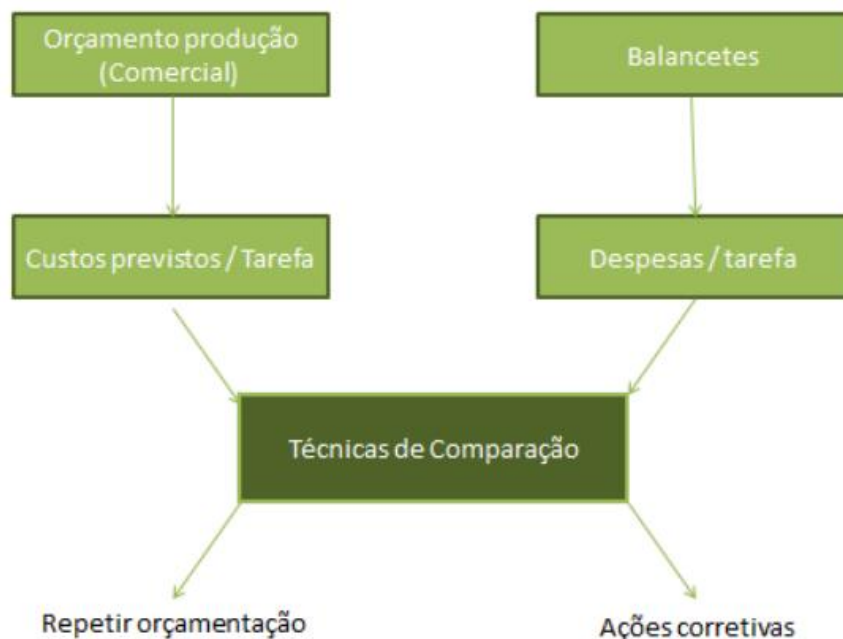 Orçamento produção
(Comercial)
Balancetes
Custos previstos / Tarefa
Despesas / tarefa
Técnicas de Comparação
Repetir orçamentação
Ações corretivas